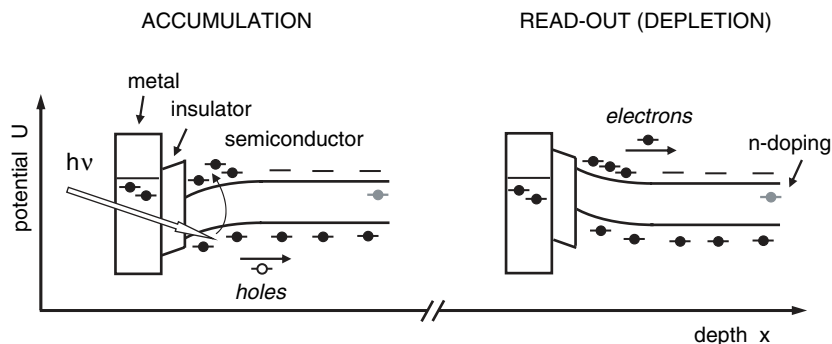 ACCUMULATION
READ-OUT (DEPLETION)
metal
insulator
semiconductor
hν
electrons
n-doping
potential U
holes
depth x